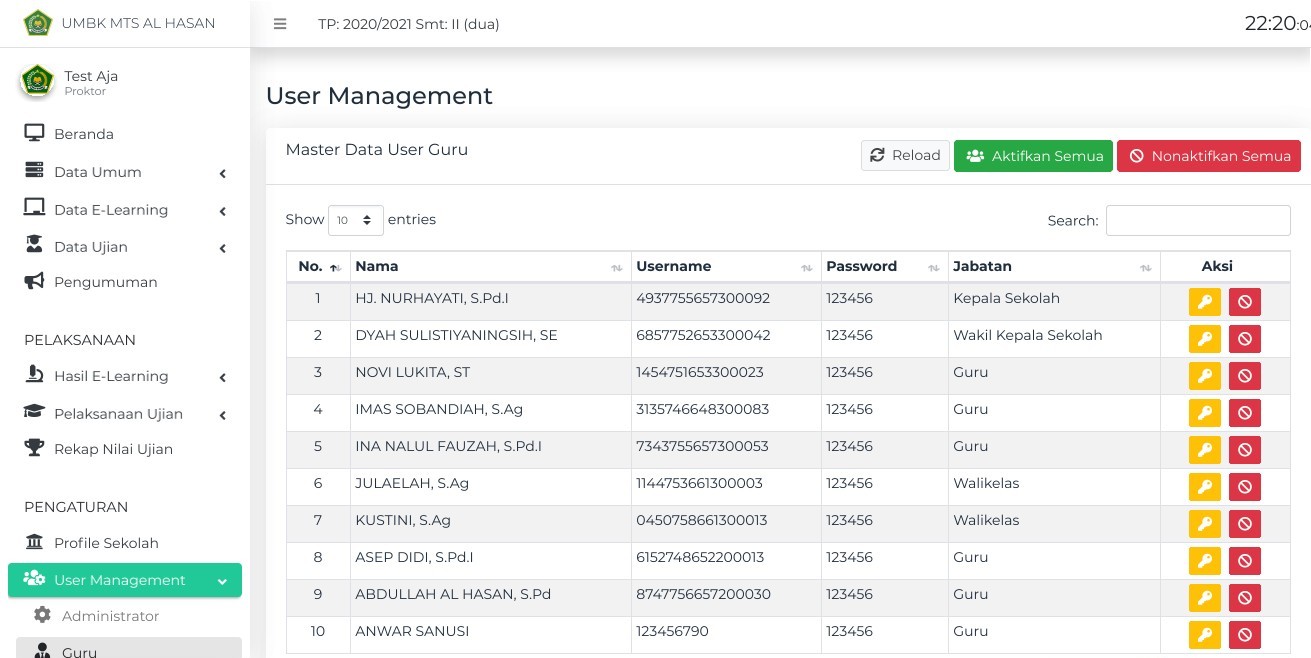 UMBK MTS AL HASAN
TP: 2020/2021 Smt: II (dua)
22:20:04
Test Aja
Proktor
Beranda
Data Umum
Data E-Learning
Data Ujian
Pengumuman
PELAKSANAAN
Hasil E-Learning
Pelaksanaan Ujian
Rekap Nilai Ujian
PENGATURAN
Profile Sekolah
User Management
Administrator
Guru
User Management
Master Data User Guru
Reload Aktifkan Semua Nonaktifkan Semua
Show 10 entries Search:
No. Nama Username Password Jabatan Aksi
1 HJ. NURHAYATI, S.Pd.I 4937755657300092 123456 Kepala Sekolah
2 DYAH SULISTIYANINGSIH, SE 6857752653300042 123456 Wakil Kepala Sekolah
3 NOVI LUKITA, ST 1454751653300023 123456 Guru
4 IMAS SOBANDIAH, S.Ag 3135746648300083 123456 Guru
5 INA NALUL FAUZAH, S.Pd.I 7343755657300053 123456 Guru
6 JULAELAH, S.Ag 1144753661300003 123456 Walikelas
7 KUSTINI, S.Ag 0450758661300013 123456 Walikelas
8 ASEP DIDI, S.Pd.I 6152748652200013 123456 Guru
9 ABDULLAH AL HASAN, S.Pd 8747756657200030 123456 Guru
10 ANWAR SANUSI 123456790 123456 Guru